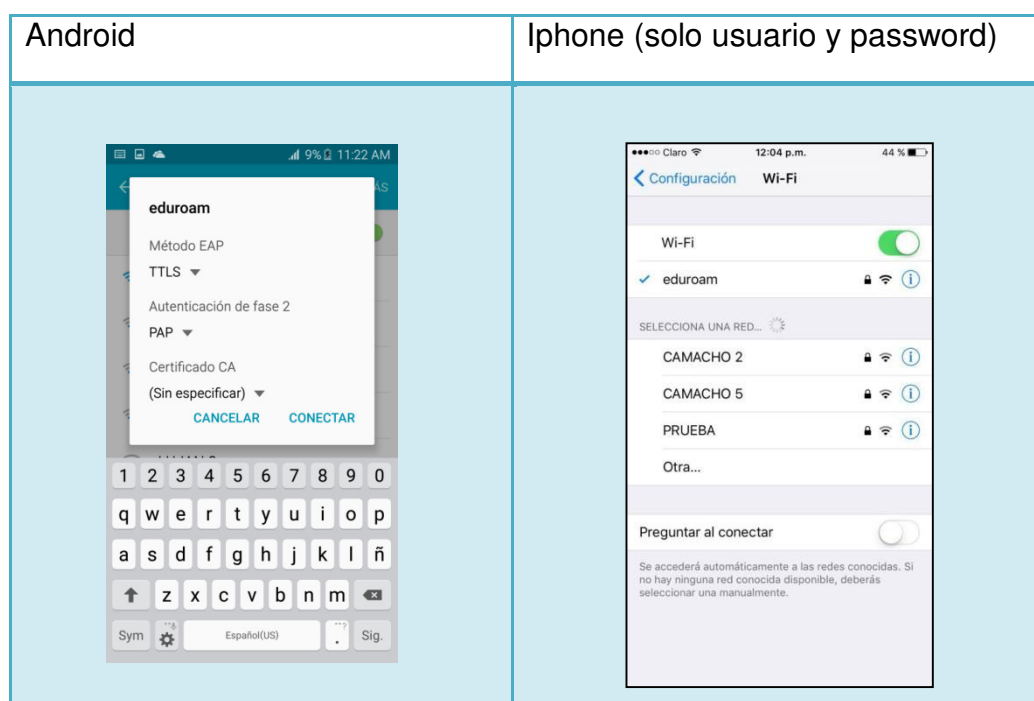 Android
Iphone (solo usuario y password)
9% 11:22 AM
AS
eduroam
Método EAP
TTLS
Autenticación de fase 2
PAP
Certificado CA
(Sin especificar)
CANCELAR CONECTAR
1 2 3 4 5 6 7 8 9 0
q w e r t y u i o p
a s d f g h j k l ñ
z x c v b n m
Sym Español(US) . Sig.
Claro 12:04 p.m. 44 %
Configuración Wi-Fi
Wi-Fi
eduroam
SELECCIONA UNA RED...
CAMACHO 2
CAMACHO 5
PRUEBA
Otra...
Preguntar al conectar
Se accederá automáticamente a las redes conocidas. Si
no hay ninguna red conocida disponible, deberás
seleccionar una manualmente.